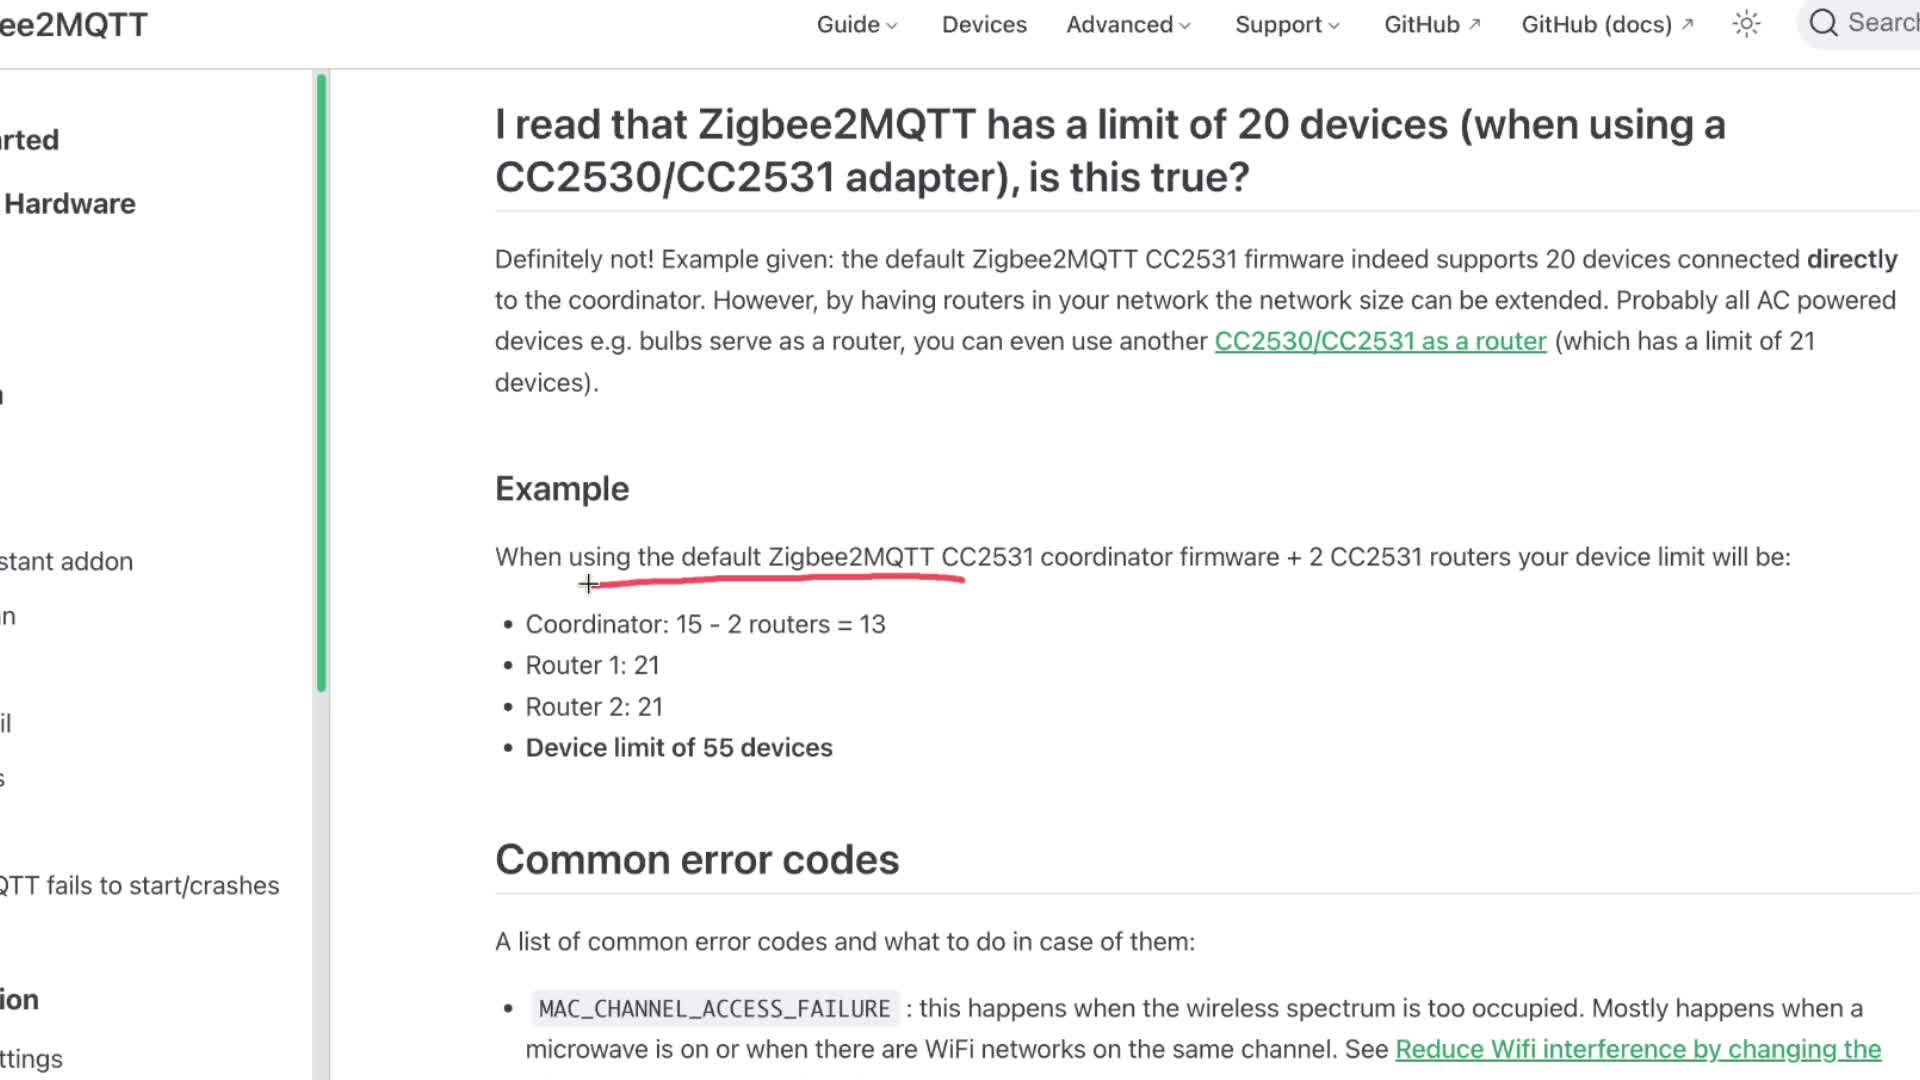 ee2MQTT
Guide
Devices
Advanced
Support
GitHub
GitHub (docs)
Search
arted
Hardware
stant addon
QTT fails to start/crashes
I read that Zigbee2MQTT has a limit of 20 devices (when using a
CC2530/CC2531 adapter), is this true?
Definitely not! Example given: the default Zigbee2MQTT CC2531 firmware indeed supports 20 devices connected directly
to the coordinator. However, by having routers in your network the network size can be extended. Probably all AC powered
devices e.g. bulbs serve as a router, you can even use another CC2530/CC2531 as a router (which has a limit of 21
devices).
Example
When using the default Zigbee2MQTT CC2531 coordinator firmware + 2 CC2531 routers your device limit will be:
• Coordinator: 15 - 2 routers = 13
• Router 1: 21
• Router 2: 21
• Device limit of 55 devices
Common error codes
A list of common error codes and what to do in case of them:
• MAC_CHANNEL_ACCESS_FAILURE : this happens when the wireless spectrum is too occupied. Mostly happens when a
microwave is on or when there are WiFi networks on the same channel. See Reduce Wifi interference by changing the